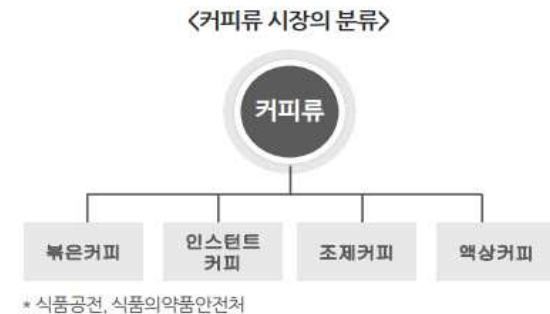 <커피류 시장의 분류>
커피류
볶은커피
인스턴트
커피
조제커피
액상커피
* 식품공전, 식품의약품안전처